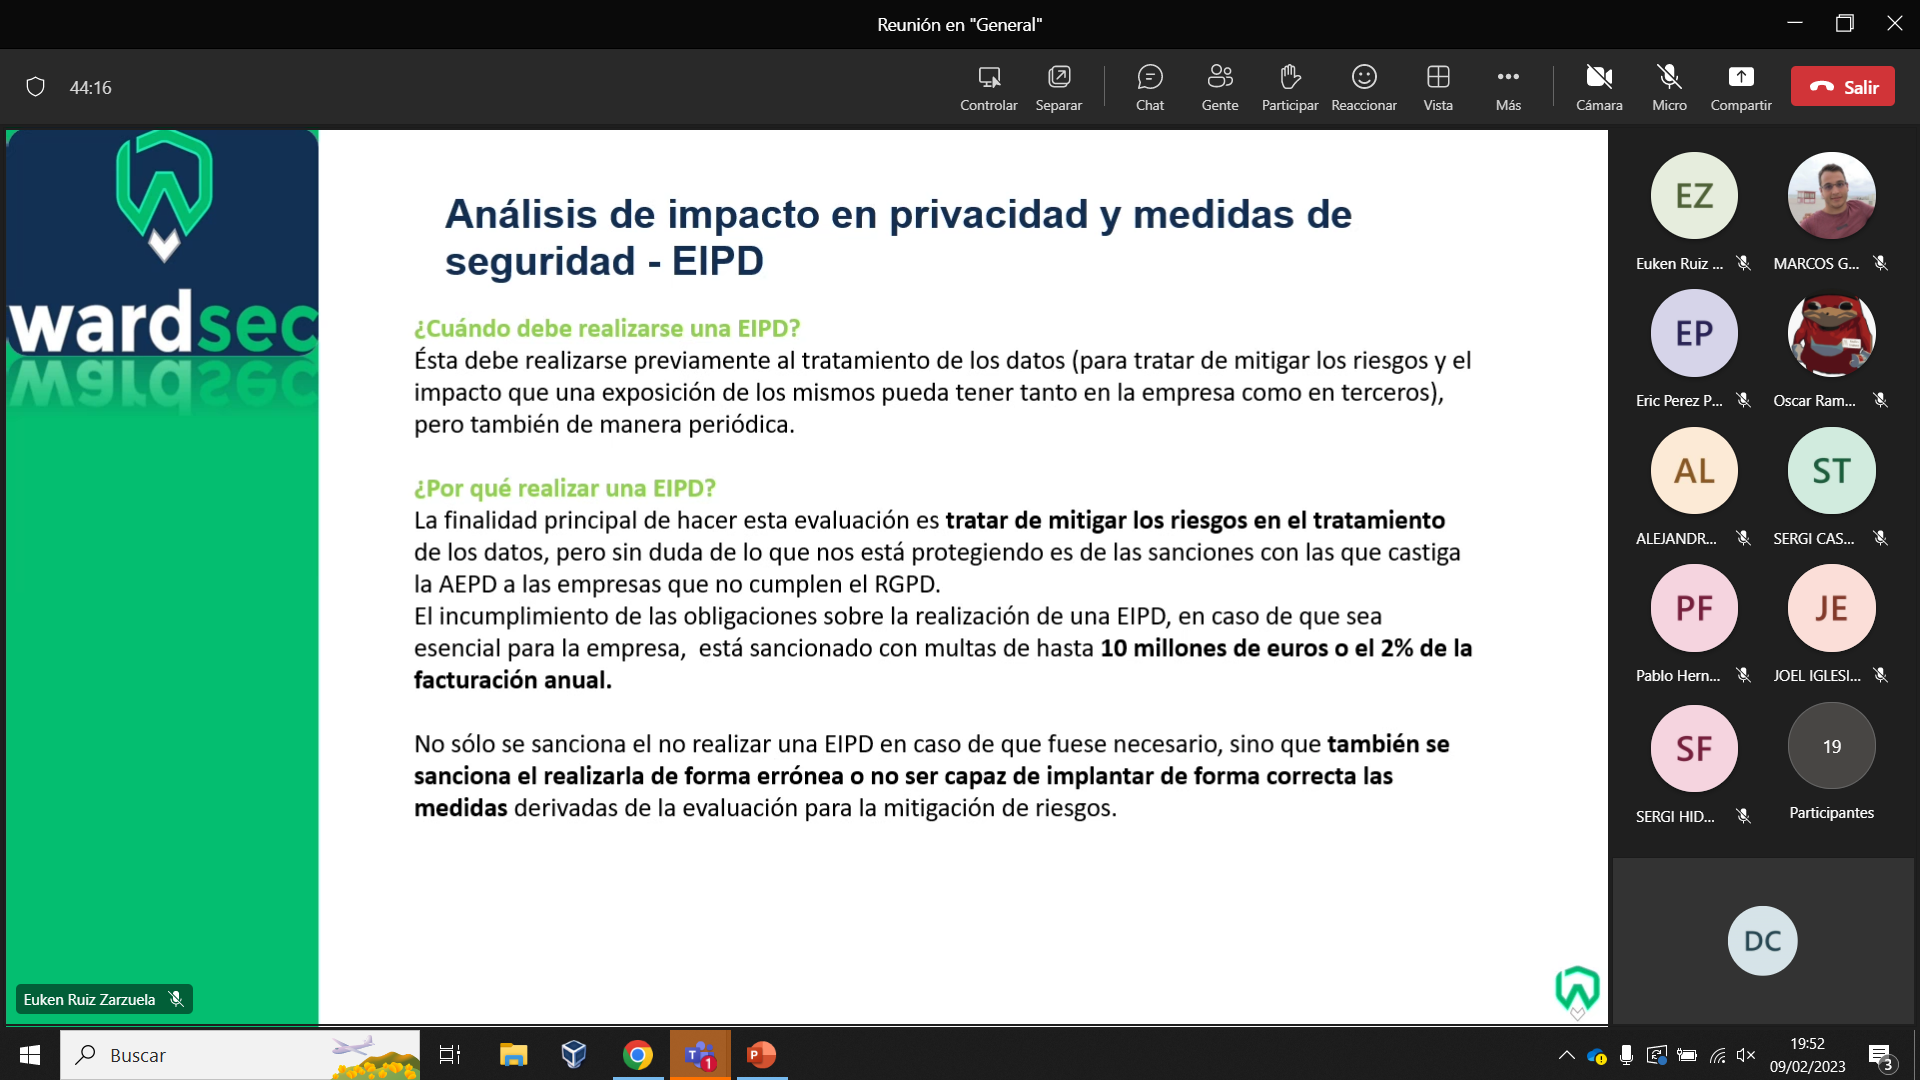 Reunión en "General"
44:16
Controlar
Separar
Chat
Gente
Participar
Reaccionar
Vista
Más
Cámara
Micro
Compartir
Salir
wardsec
Análisis de impacto en privacidad y medidas de
seguridad - EIPD
¿Cuándo debe realizarse una EIPD?
Ésta debe realizarse previamente al tratamiento de los datos (para tratar de mitigar los riesgos y el
impacto que una exposición de los mismos pueda tener tanto en la empresa como en terceros),
pero también de manera periódica.
¿Por qué realizar una EIPD?
La finalidad principal de hacer esta evaluación es tratar de mitigar los riesgos en el tratamiento
de los datos, pero sin duda de lo que nos está protegiendo es de las sanciones con las que castiga
la AEPD a las empresas que no cumplen el RGPD.
El incumplimiento de las obligaciones sobre la realización de una EIPD, en caso de que sea
esencial para la empresa,  está sancionado con multas de hasta 10 millones de euros o el 2% de la
facturación anual.
No sólo se sanciona el no realizar una EIPD en caso de que fuese necesario, sino que también se
sanciona el realizarla de forma errónea o no ser capaz de implantar de forma correcta las
medidas derivadas de la evaluación para la mitigación de riesgos.
Euken Ruiz Zarzuela
EZ
Euken Ruiz ...
MARCOS G...
EP
Eric Perez P...
Oscar Ram...
AL
ALEJANDR...
ST
SERGI CAS...
PF
Pablo Hern...
JE
JOEL IGLESI...
SF
SERGI HID...
19
Participantes
DC
Buscar
1
19:52
09/02/2023
3